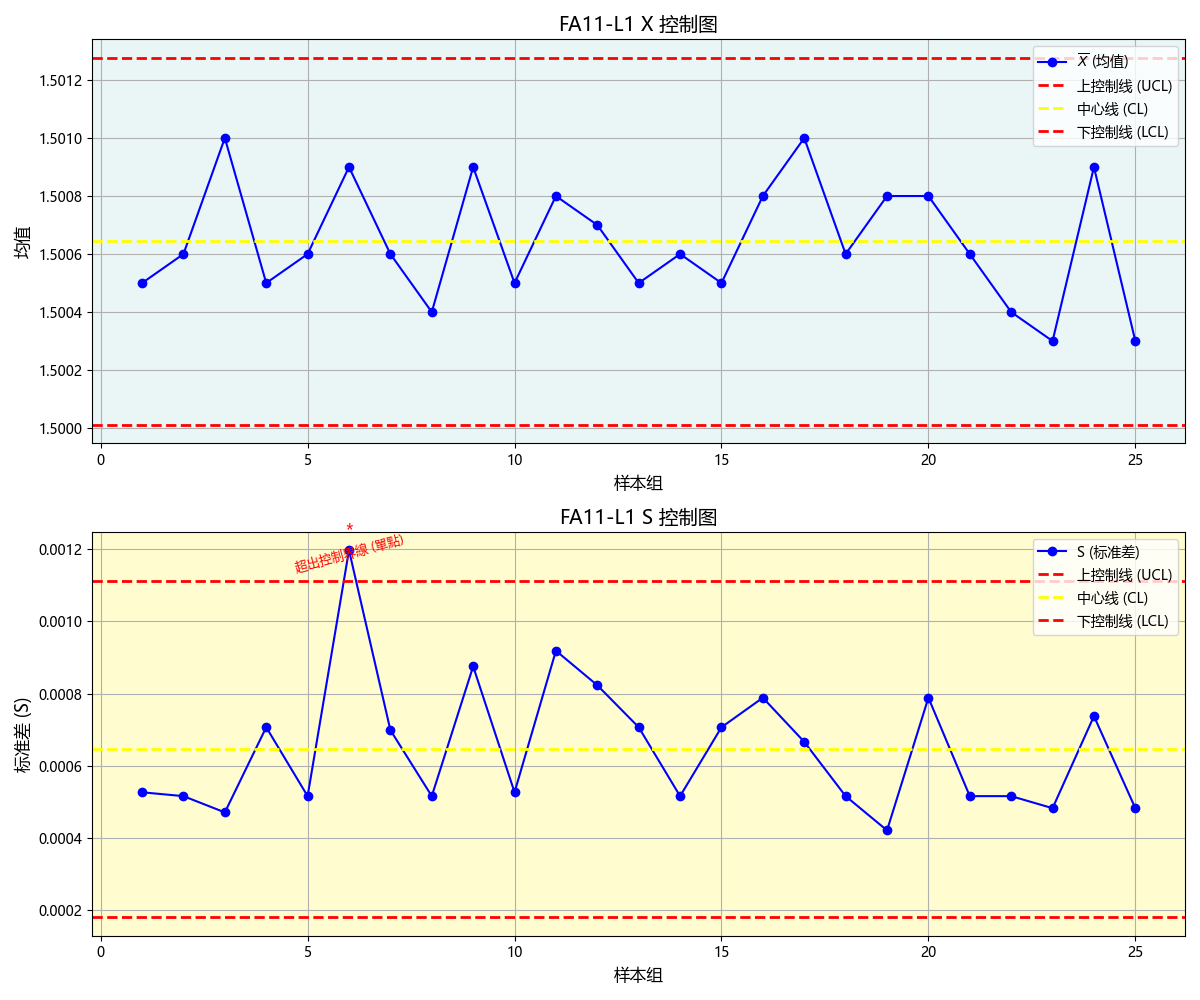 FA11-L1 X 控制图
1.5012
1.5010
1.5008
1.5006
1.5004
1.5002
1.5000
均值
X (均值)
上控制线 (UCL)
中心线 (CL)
下控制线 (LCL)
0 5 10 15 20 25
样本组
FA11-L1 S 控制图
*
超出控制界線 (單點)
0.0012
0.0010
0.0008
0.0006
0.0004
0.0002
标准差 (S)
S (标准差)
上控制线 (UCL)
中心线 (CL)
下控制线 (LCL)
0 5 10 15 20 25
样本组